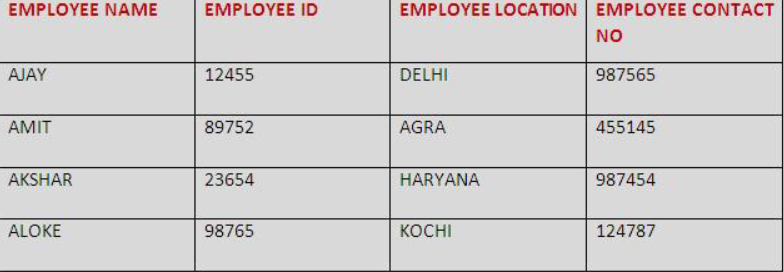 EMPLOYEE NAME EMPLOYEE ID EMPLOYEE LOCATION EMPLOYEE CONTACT NO
AJAY 12455 DELHI 987565
AMIT 89752 AGRA 455145
AKSHAR 23654 HARYANA 987454
ALOKE 98765 KOCHI 124787